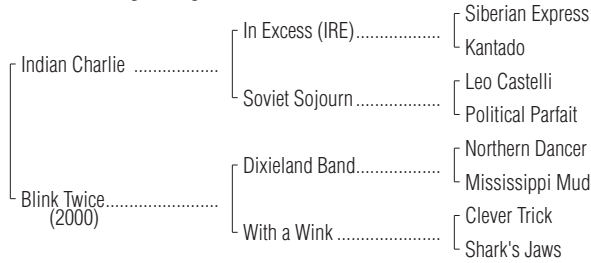 Siberian Express
In Excess (IRE)..................
Kantado
Indian Charlie ..................
Leo Castelli
Soviet Sojourn ...................
Political Parfait
Northern Dancer
Dixieland Band..................
Mississippi Mud
Blink Twice........................
(2000)
Clever Trick
With a Wink ......................
Shark's Jaws